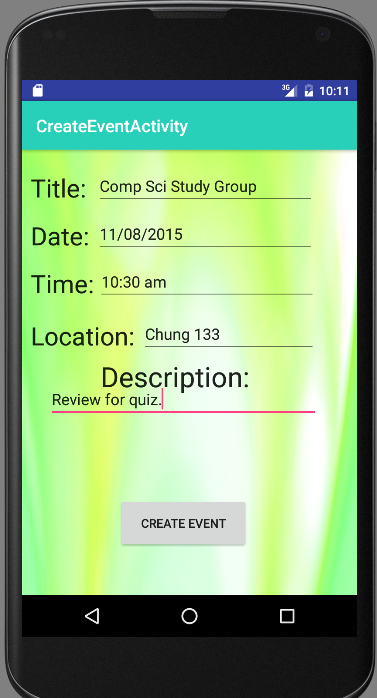 3G 10:11
CreateEventActivity
Title: Comp Sci Study Group
Date: 11/08/2015
Time: 10:30 am
Location: Chung 133
Description:
Review for quiz.
CREATE EVENT